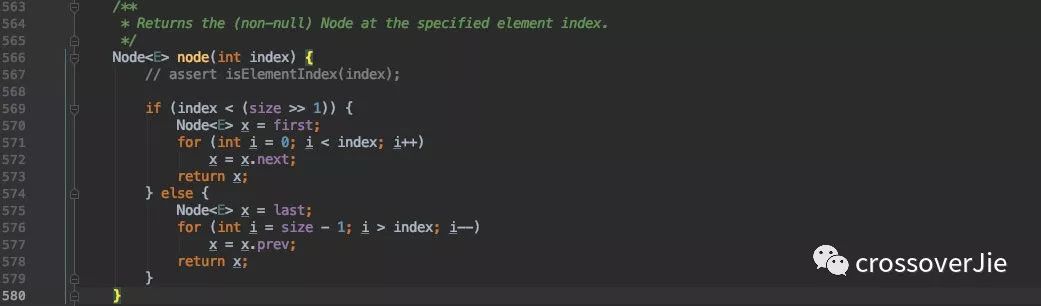 563 /**
564 * Returns the (non-null) Node at the specified element index.
565 */
566 Node<E> node(int index) {
567 // assert isElementIndex(index);
568
569 if (index < (size >> 1)) {
570 Node<E> x = first;
571 for (int i = 0; i < index; i++)
572 x = x.next;
573 return x;
574 } else {
575 Node<E> x = last;
576 for (int i = size - 1; i > index; i--)
577 x = x.prev;
578 return x;
579 }
580 }
crossoverJie